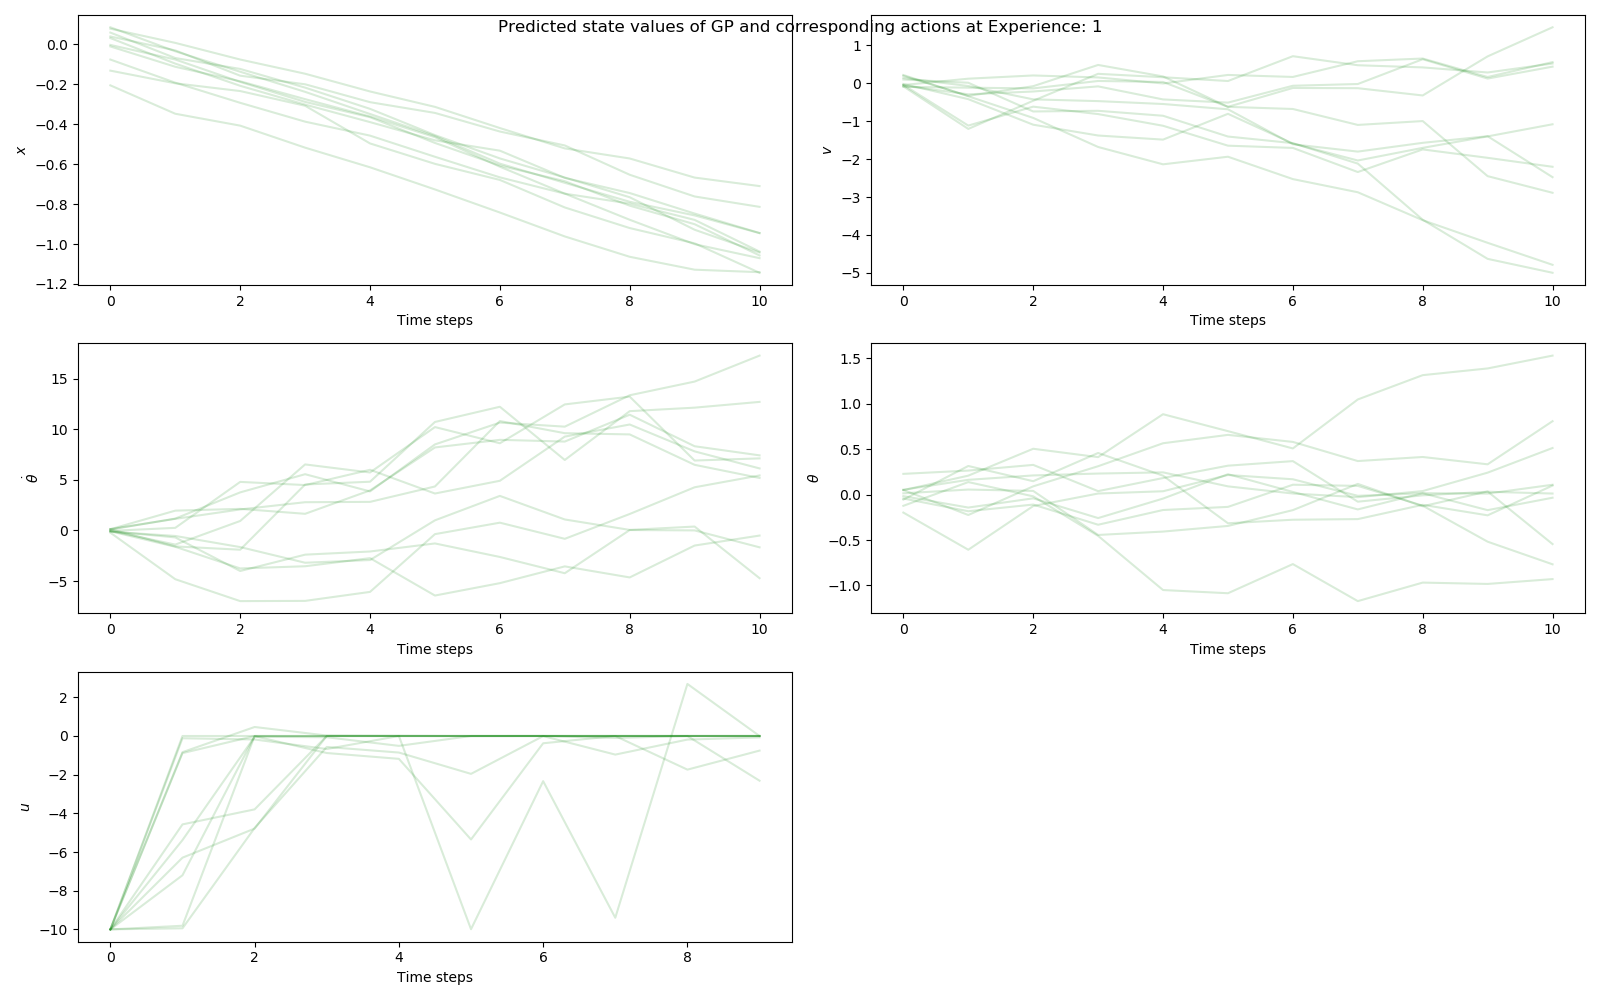 Predicted state values of GP and corresponding actions at Experience: 1
0.0
−0.2
−0.4
−0.6
−0.8
−1.0
−1.2
x
0 2 4 6 8 10
Time steps
1
0
−1
−2
−3
−4
−5
v
0 2 4 6 8 10
Time steps
15
10
5
0
−5
θ̇
0 2 4 6 8 10
Time steps
1.5
1.0
0.5
0.0
−0.5
−1.0
θ
0 2 4 6 8 10
Time steps
2
0
−2
−4
−6
−8
−10
u
0 2 4 6 8
Time steps